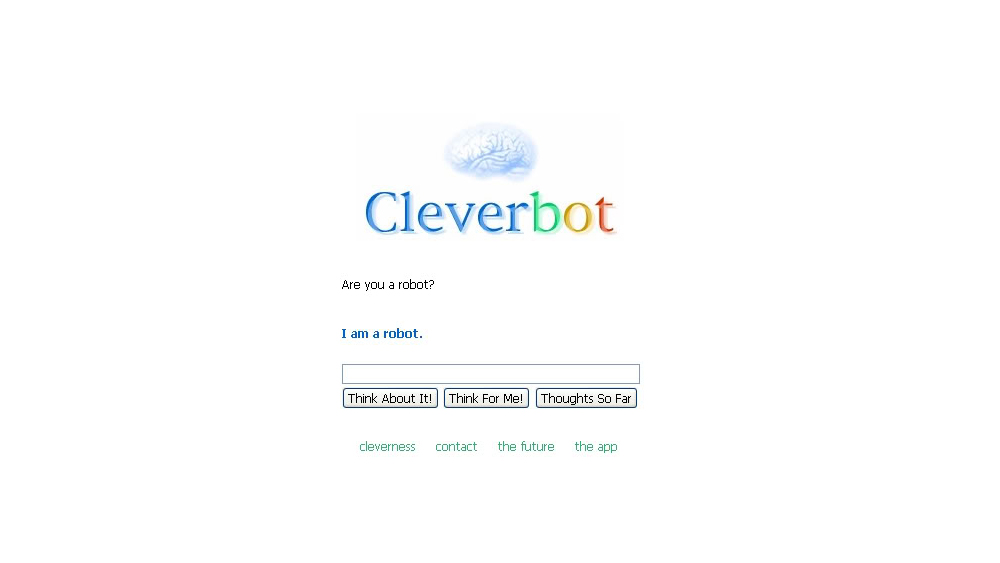 Cleverbot
Are you a robot?
I am a robot.
Think About It! Think For Me! Thoughts So Far
cleverness contact the future the app